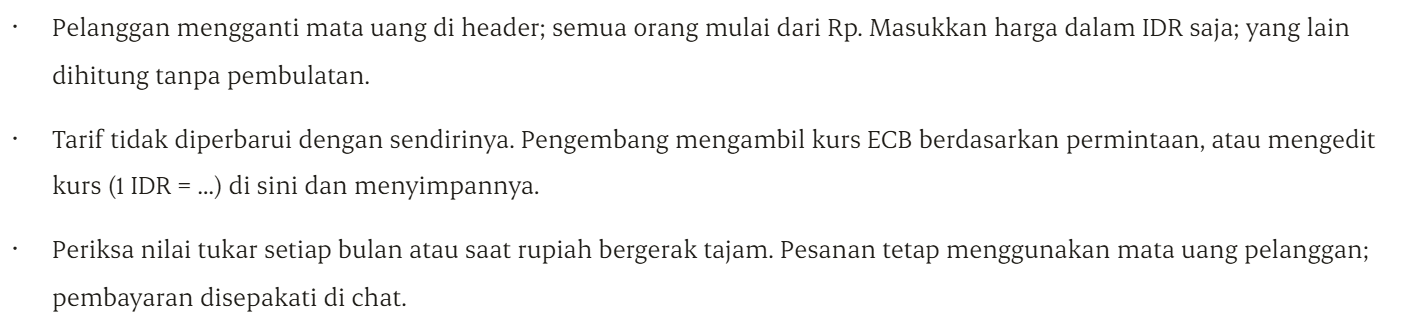 · Pelanggan mengganti mata uang di header; semua orang mulai dari Rp. Masukkan harga dalam IDR saja; yang lain
dihitung tanpa pembulatan.
· Tarif tidak diperbarui dengan sendirinya. Pengembang mengambil kurs ECB berdasarkan permintaan, atau mengedit
kurs (1 IDR = ...) di sini dan menyimpannya.
· Periksa nilai tukar setiap bulan atau saat rupiah bergerak tajam. Pesanan tetap menggunakan mata uang pelanggan;
pembayaran disepakati di chat.